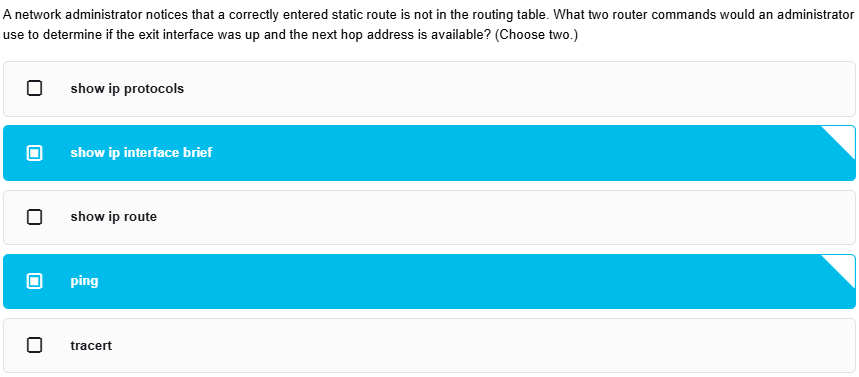 A network administrator notices that a correctly entered static route is not in the routing table. What two router commands would an administrator
use to determine if the exit interface was up and the next hop address is available? (Choose two.)
show ip protocols
show ip interface brief
show ip route
ping
tracert